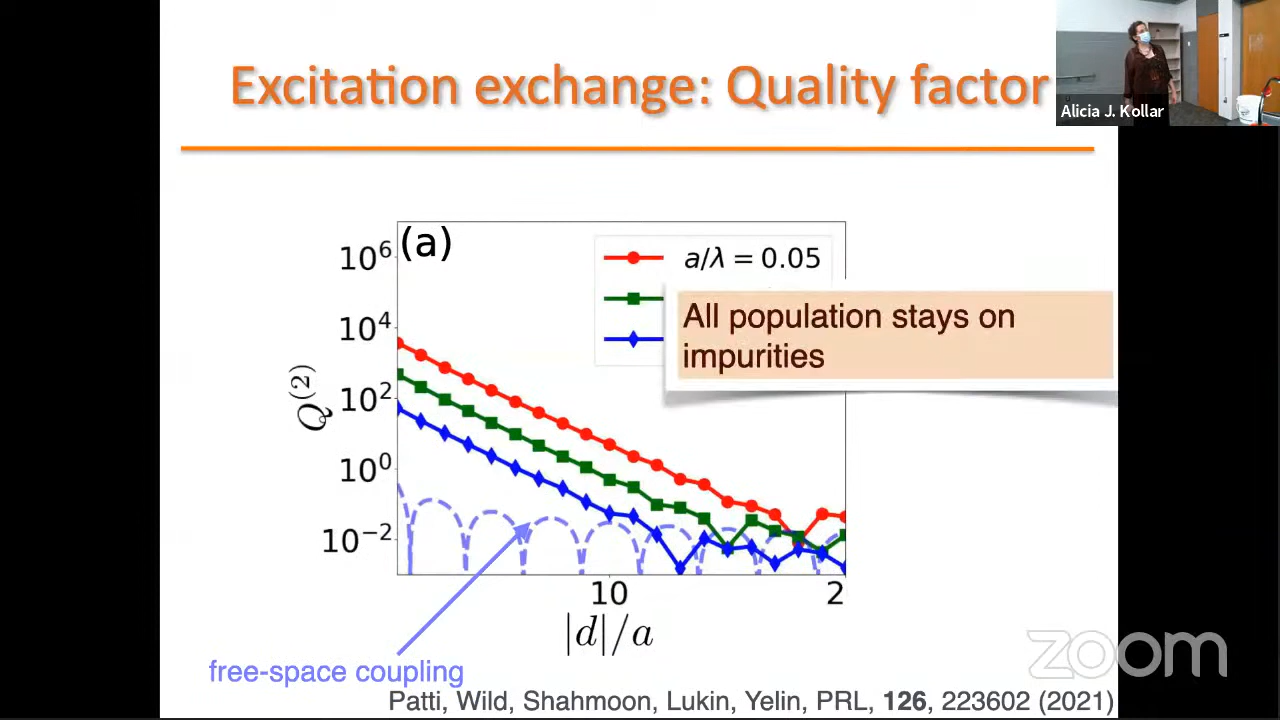 Excitation exchange: Quality factor
Alicia J. Kollar
(a)
a/λ = 0.05
All population stays on
impurities
10⁶
10⁴
10²
10⁰
10⁻²
Q⁽²⁾
10
2
|d|/a
free-space coupling
zoom
Patti, Wild, Shahmoon, Lukin, Yelin, PRL, 126, 223602 (2021)